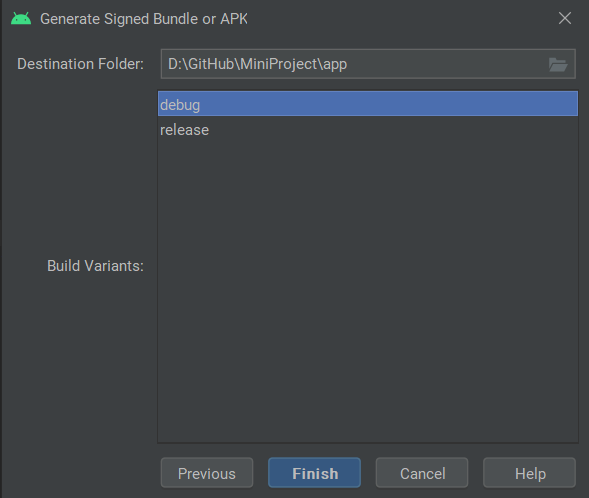 Generate Signed Bundle or APK
Destination Folder: D:\GitHub\MiniProject\app
debug
release
Build Variants:
Previous Finish Cancel Help